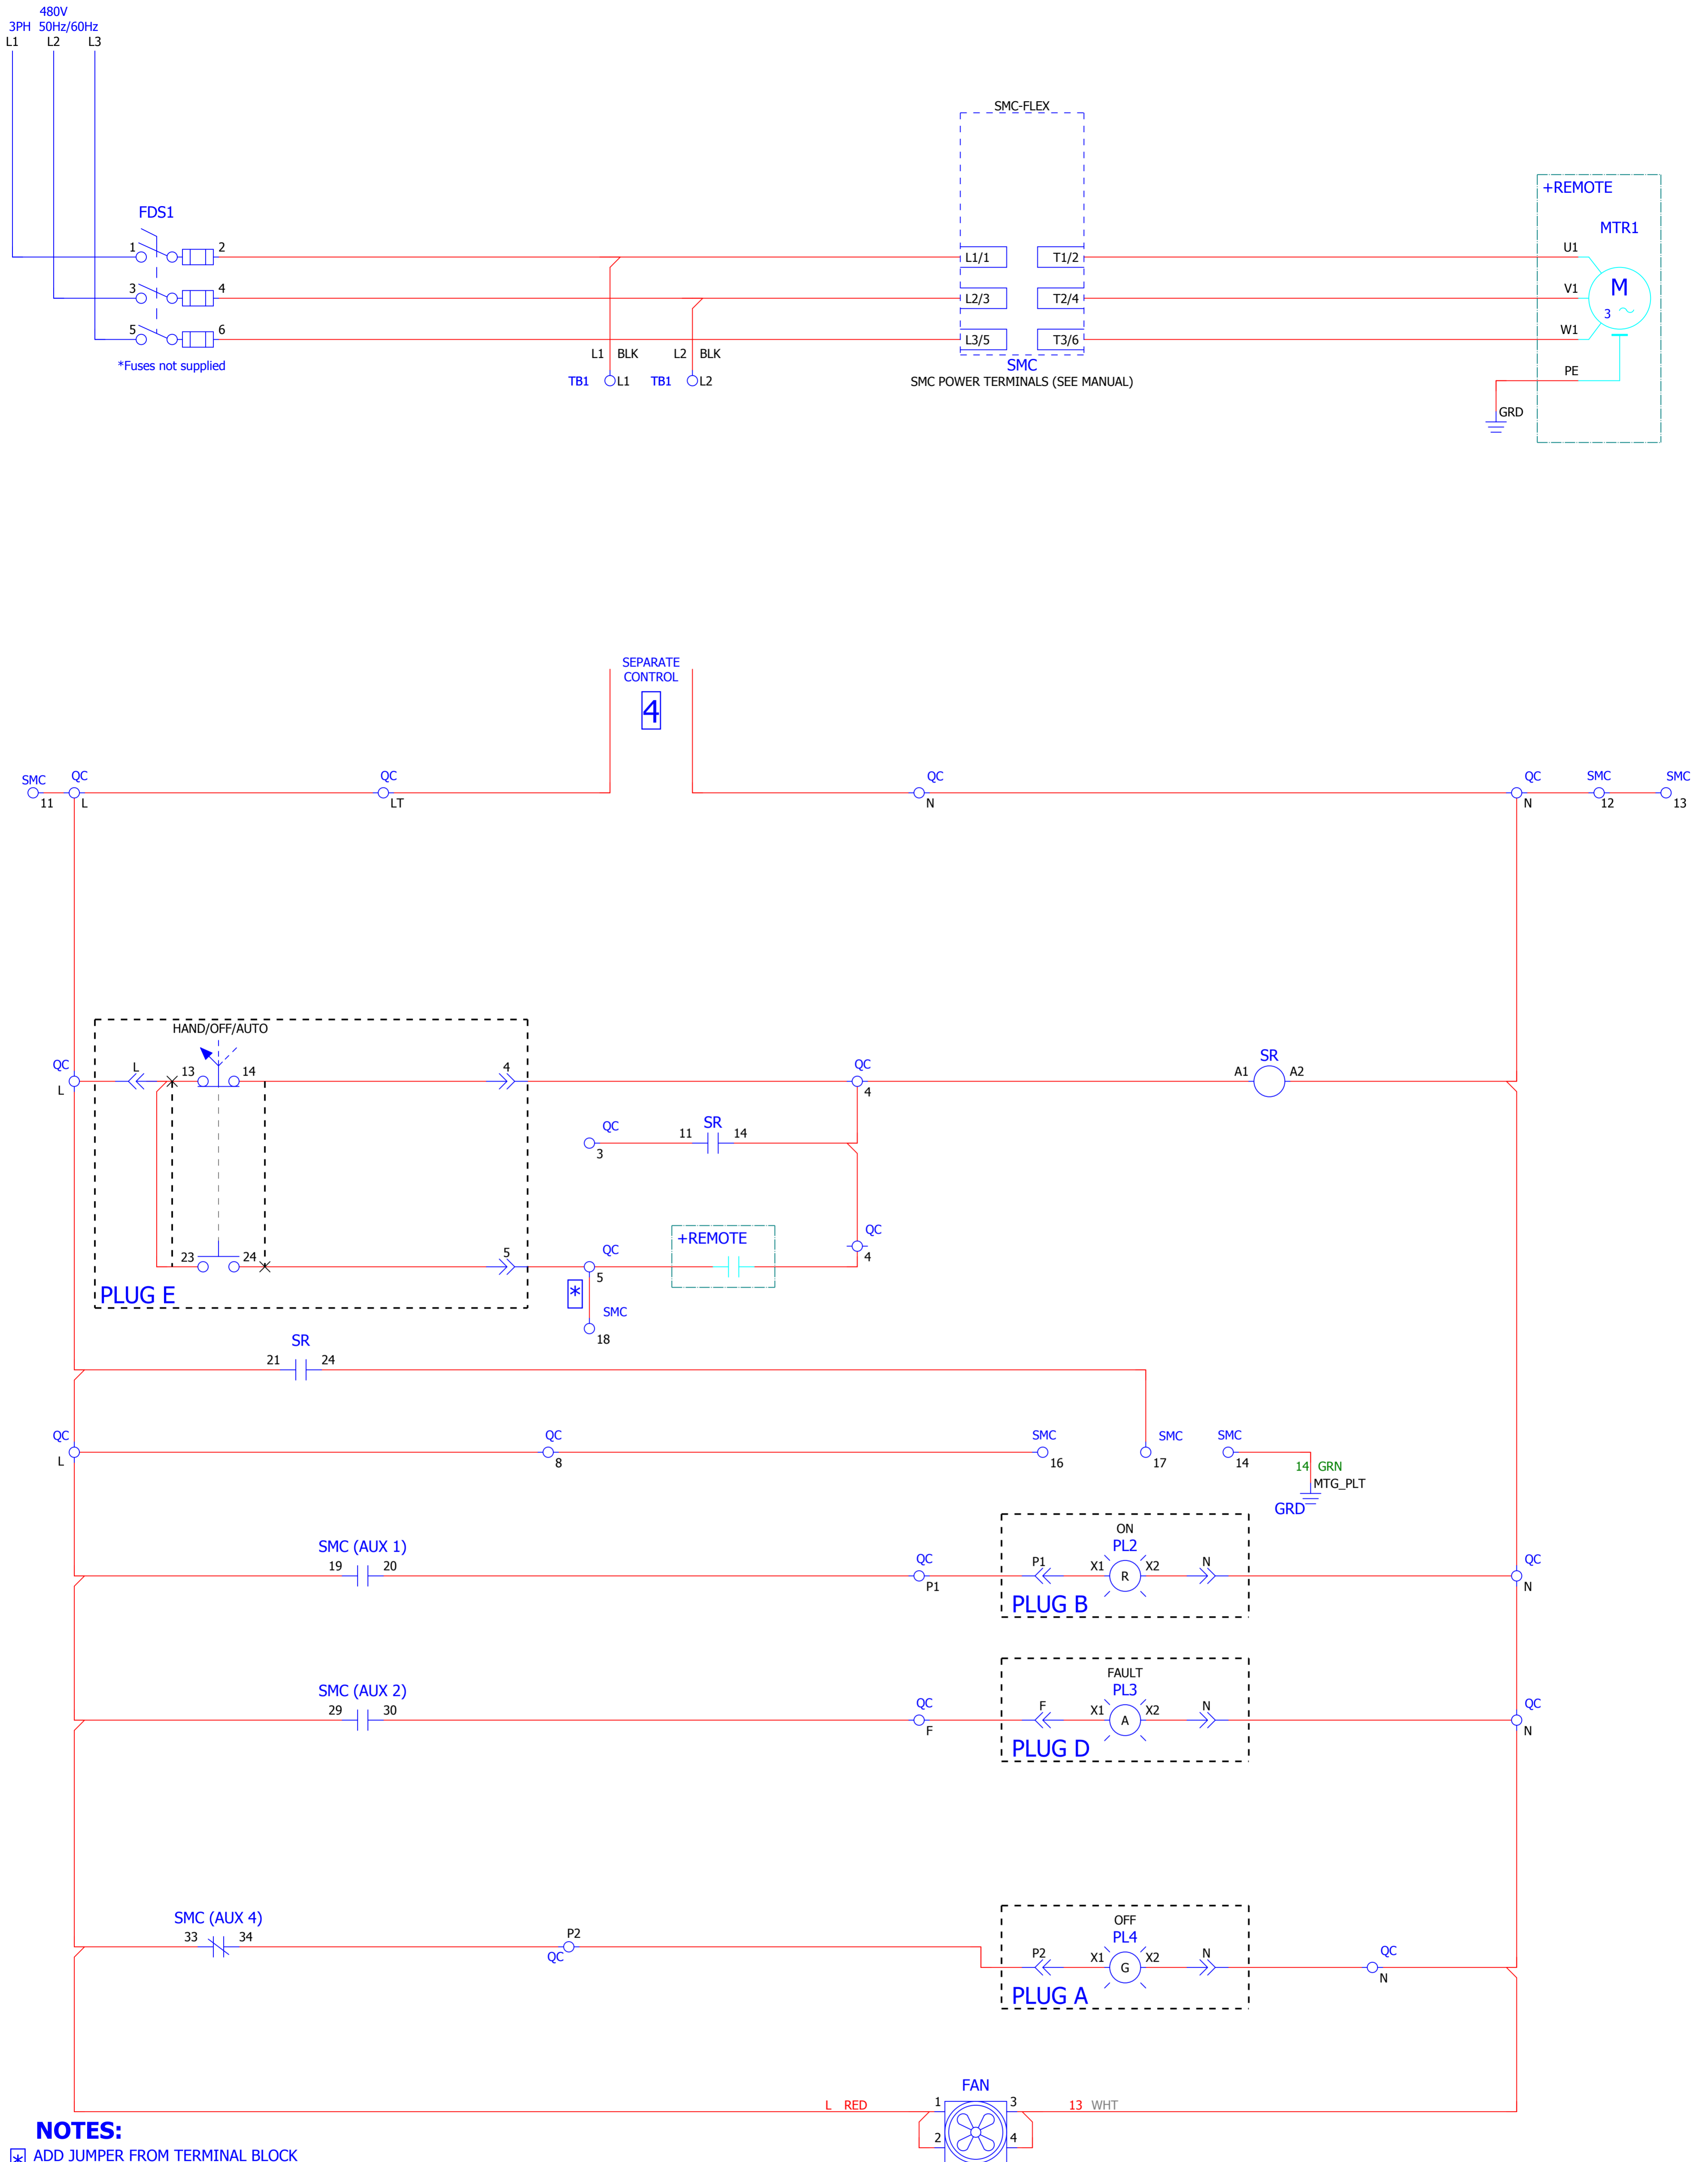 480V
3PH 50Hz/60Hz
L1 L2 L3
SMC-FLEX
+REMOTE
FDS1
MTR1
1 2 L1/1 T1/2 U1
3 4 L2/3 T2/4 V1 M
3
5 6 L3/5 T3/6 W1
*Fuses not supplied
L1 BLK L2 BLK
SMC
PE
TB1 L1 TB1 L2
SMC POWER TERMINALS (SEE MANUAL)
GRD
SEPARATE
CONTROL
4
SMC QC QC QC QC SMC SMC
11 L LT N N 12 13
HAND/OFF/AUTO
QC L 13 14 4 QC SR
L 4 A1 A2
QC SR
3 11 14
23 24 5 QC +REMOTE QC
5 4
PLUG E
*
SMC
18
SR
21 24
QC QC SMC SMC SMC
L 8 16 17 14
14 GRN
MTG_PLT
GRD
ON
SMC (AUX 1) PL2
19 20 QC P1 X1 R X2 N QC
P1 N
PLUG B
FAULT
SMC (AUX 2) PL3
29 30 QC F X1 A X2 N QC
F N
PLUG D
OFF
SMC (AUX 4) PL4
33 34 P2
QC
P2 X1 G X2 N QC
N
PLUG A
FAN
L RED 1 3 13 WHT
2 4
NOTES:
* ADD JUMPER FROM TERMINAL BLOCK